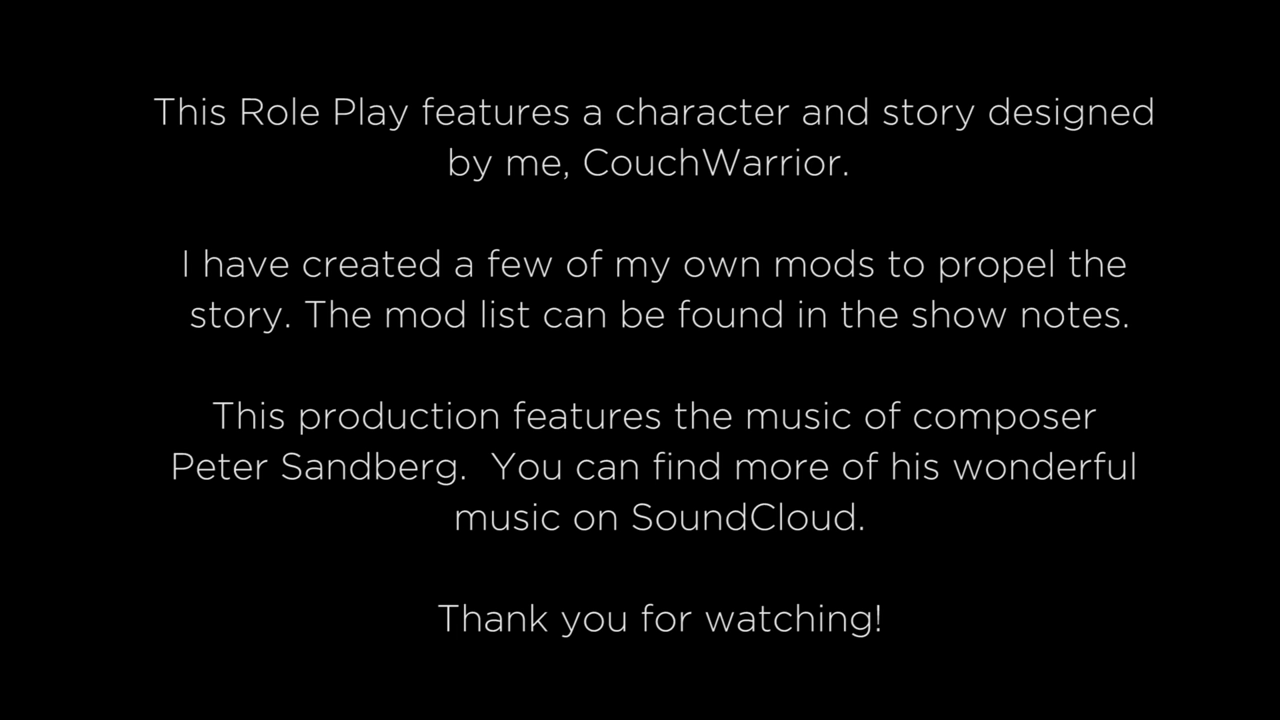 This Role Play features a character and story designed
by me, CouchWarrior.
I have created a few of my own mods to propel the
story. The mod list can be found in the show notes.
This production features the music of composer
Peter Sandberg.  You can find more of his wonderful
music on SoundCloud.
Thank you for watching!